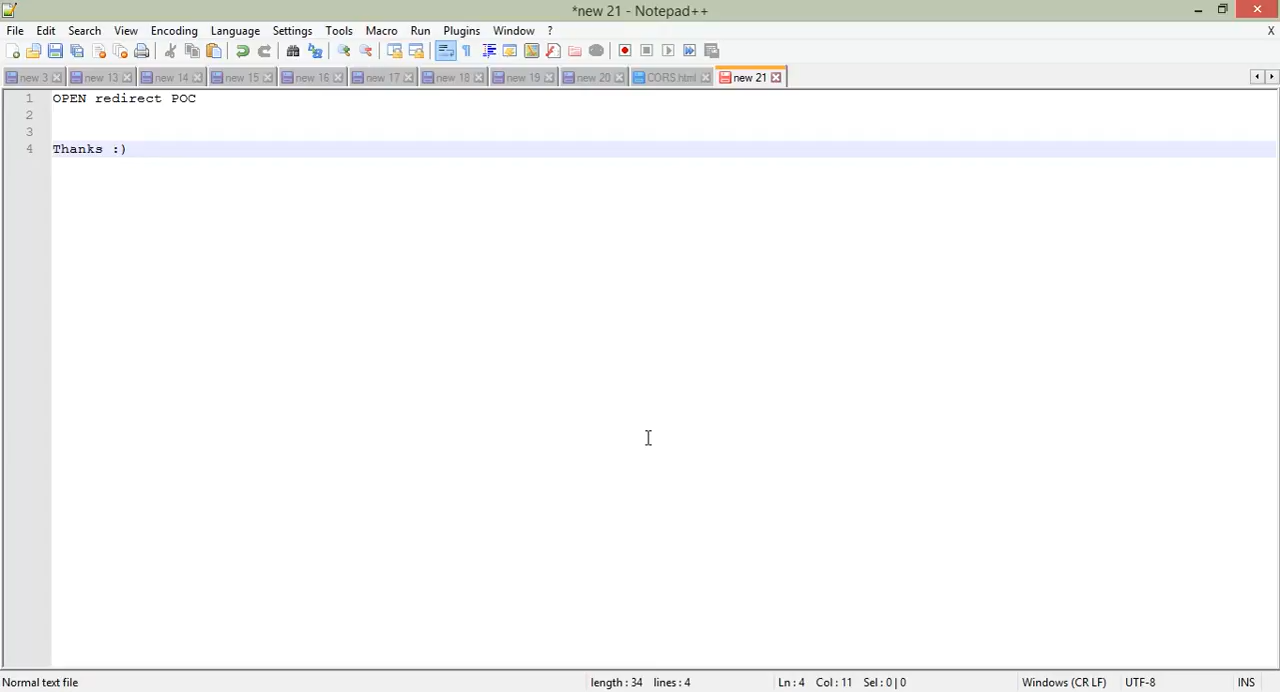 *new 21 - Notepad++
File Edit Search View Encoding Language Settings Tools Macro Run Plugins Window ? X
new 3 new 13 new 14 new 15 new 16 new 17 new 18 new 19 new 20 CORS.html new 21
1 OPEN redirect POC
2
3
4 Thanks :)
Normal text file length : 34 lines : 4 Ln : 4 Col : 11 Sel : 0 | 0 Windows (CR LF) UTF-8 INS